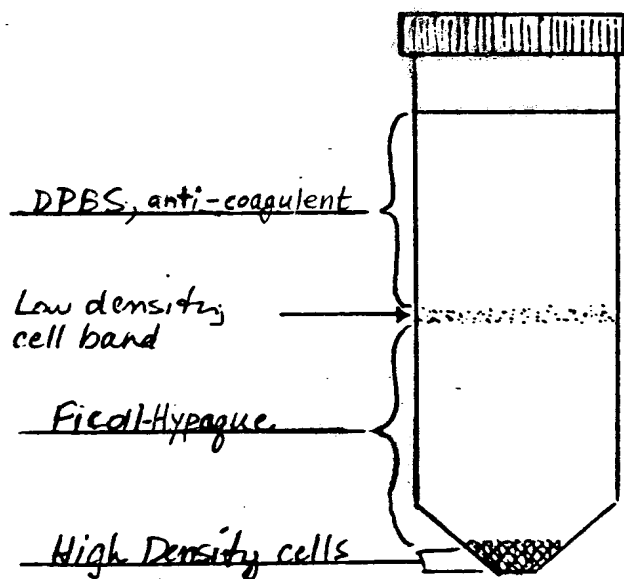 DPBS, anti-coagulent
Low density
cell band
Ficoll-Hypaque
High Density cells